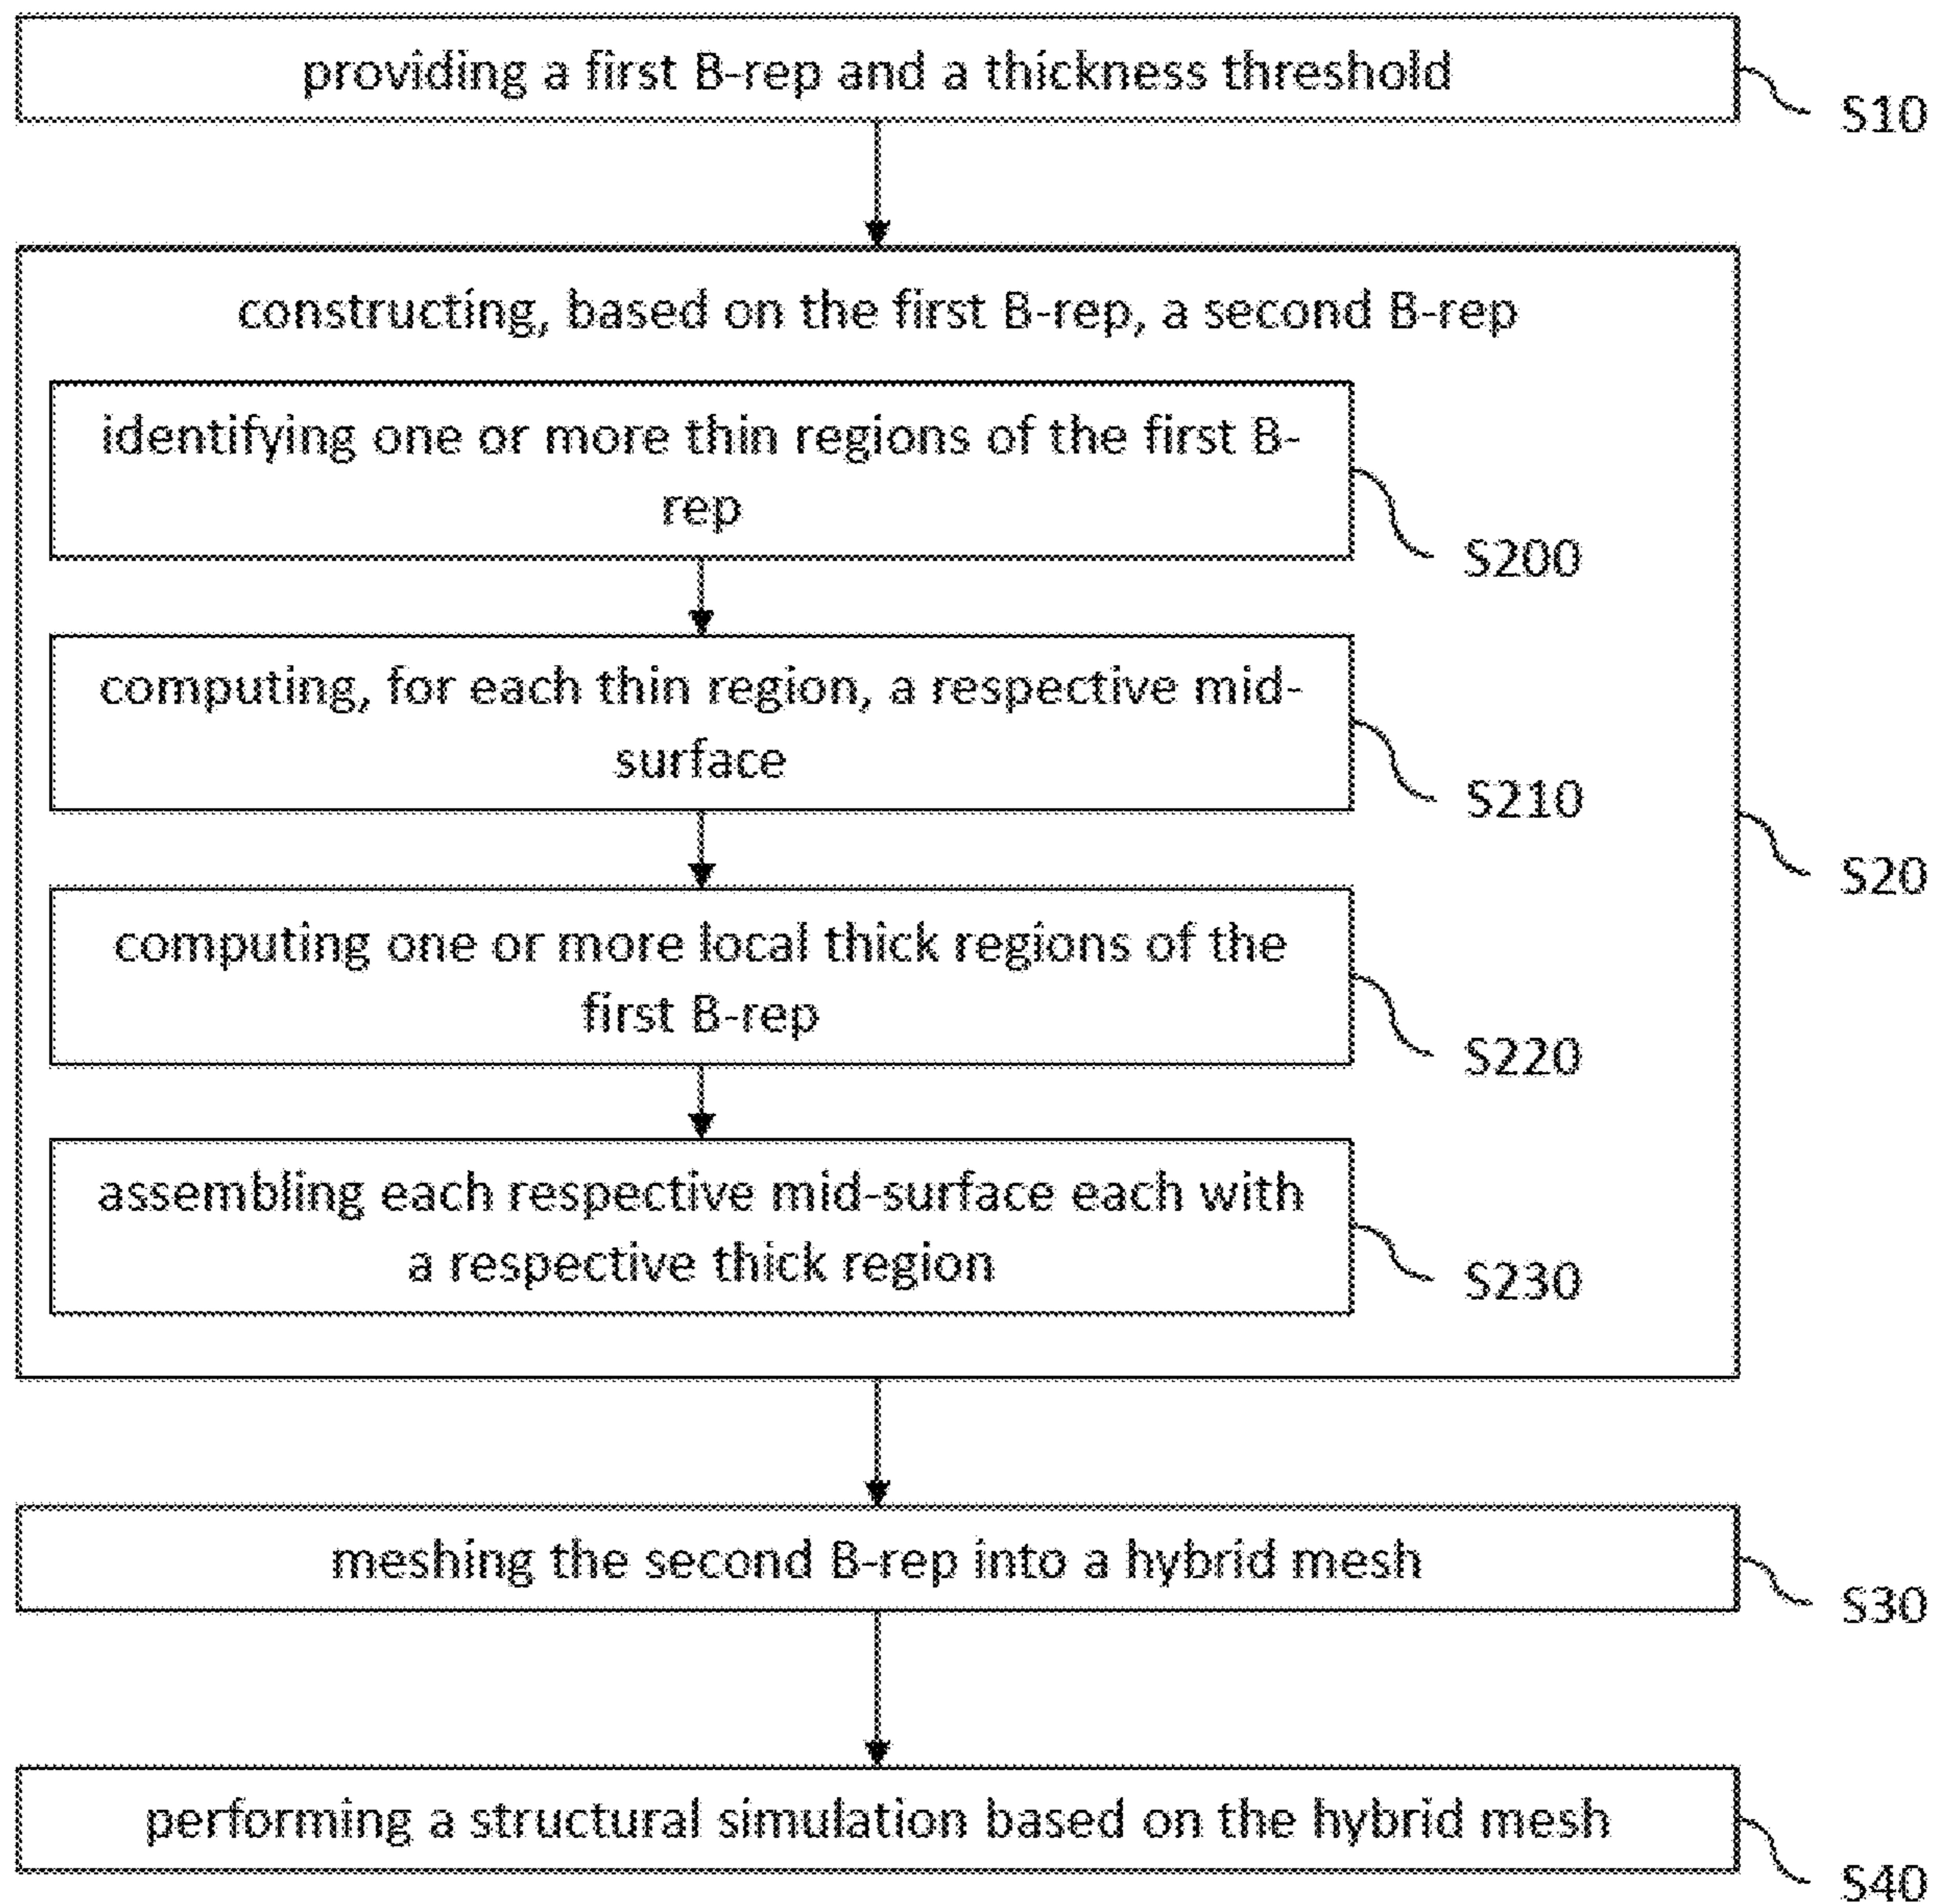 providing a first B-rep and a thickness threshold
S10
constructing, based on the first B-rep, a second B-rep
identifying one or more thin regions of the first B-
rep
S200
computing, for each thin region, a respective mid-
surface
S210
S20
computing one or more local thick regions of the
first B-rep
S220
assembling each respective mid-surface each with
a respective thick region
S230
meshing the second B-rep into a hybrid mesh
S30
performing a structural simulation based on the hybrid mesh
S40